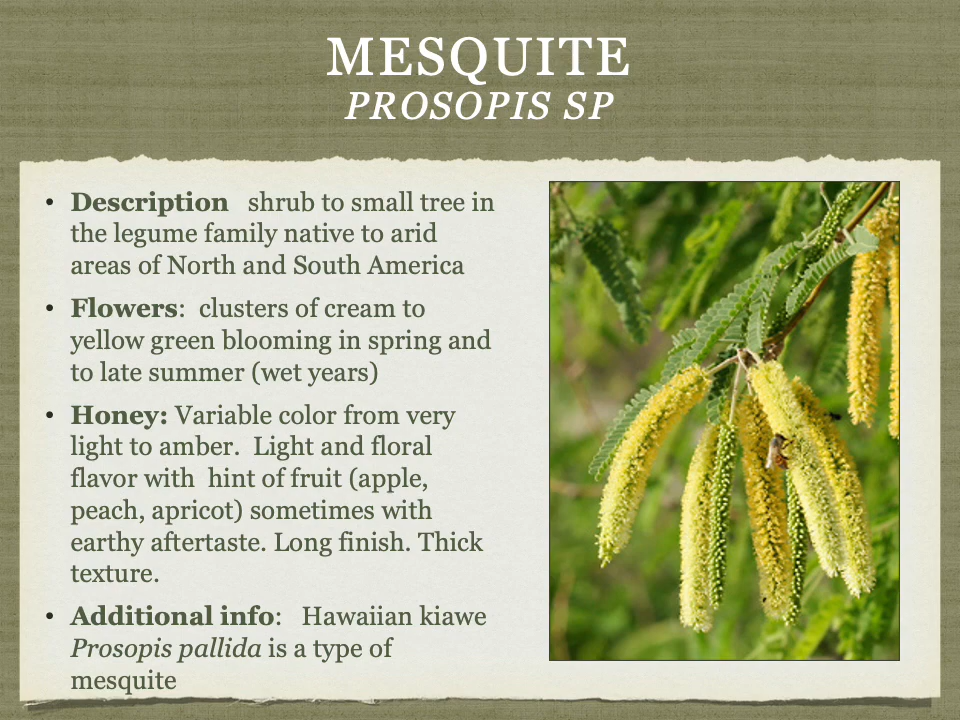 MESQUITE
PROSOPIS SP
• Description   shrub to small tree in
the legume family native to arid
areas of North and South America
• Flowers:  clusters of cream to
yellow green blooming in spring and
to late summer (wet years)
• Honey: Variable color from very
light to amber.  Light and floral
flavor with  hint of fruit (apple,
peach, apricot) sometimes with
earthy aftertaste. Long finish. Thick
texture.
• Additional info:   Hawaiian kiawe
Prosopis pallida is a type of
mesquite